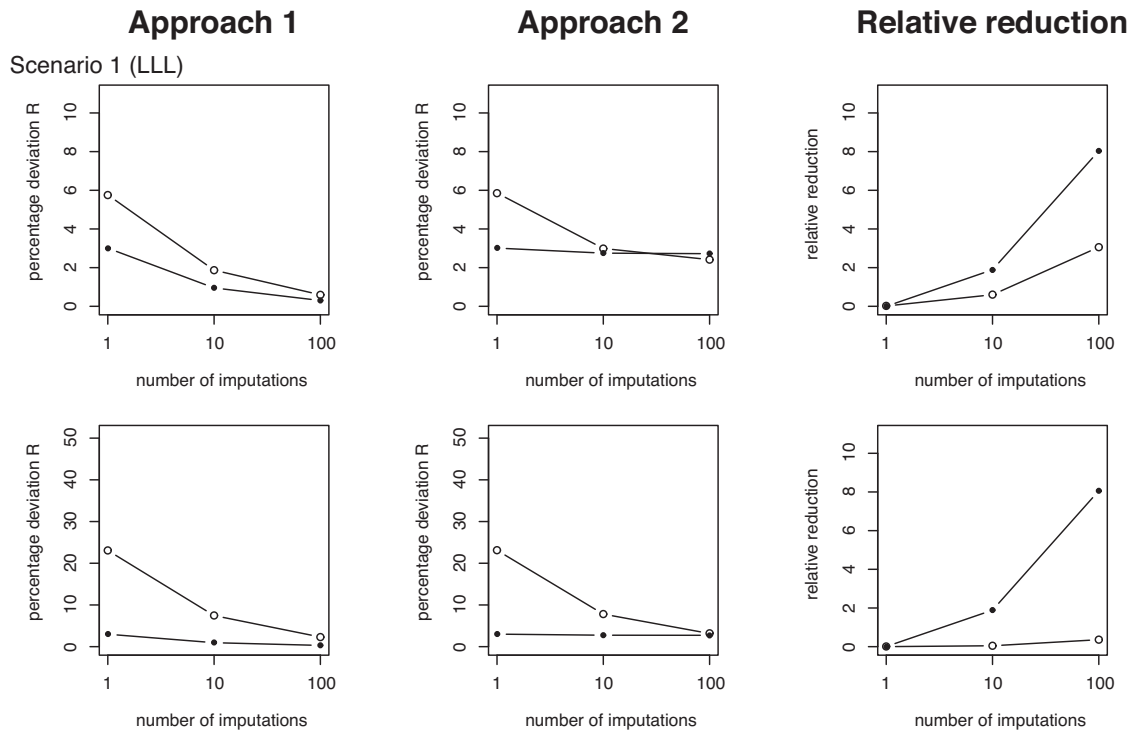 Approach 1
Approach 2
Relative reduction
Scenario 1 (LLL)
percentage deviation R
0 2 4 6 8 10
1 10 100
number of imputations
percentage deviation R
0 2 4 6 8 10
1 10 100
number of imputations
relative reduction
0 2 4 6 8 10
1 10 100
number of imputations
percentage deviation R
0 10 20 30 40 50
1 10 100
number of imputations
percentage deviation R
0 10 20 30 40 50
1 10 100
number of imputations
relative reduction
0 2 4 6 8 10
1 10 100
number of imputations